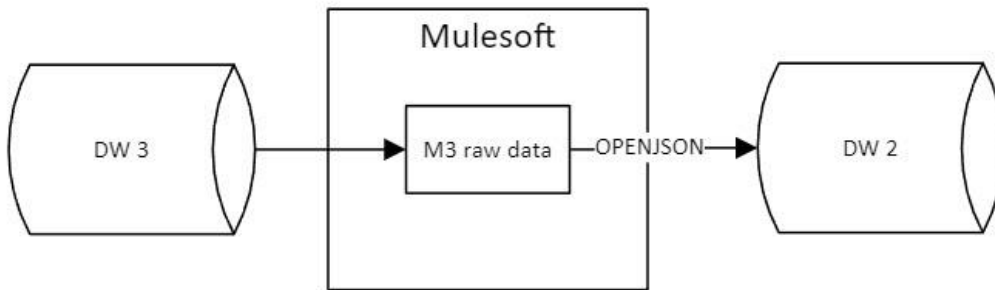 Mulesoft
DW 3
M3 raw data
OPENJSON
DW 2